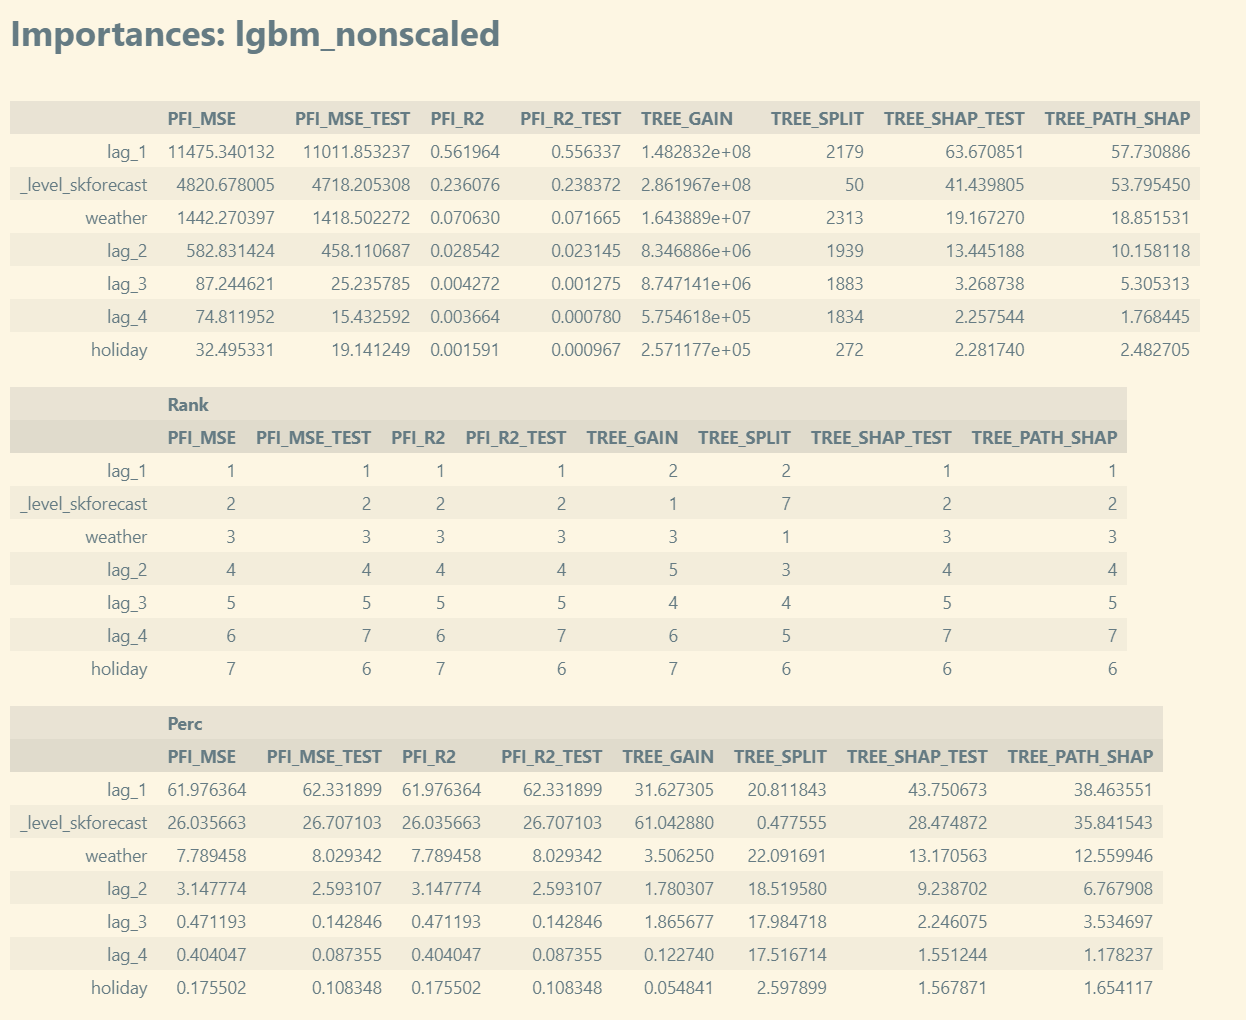 Importances: lgbm_nonscaled
PFI_MSE PFI_MSE_TEST PFI_R2 PFI_R2_TEST TREE_GAIN TREE_SPLIT TREE_SHAP_TEST TREE_PATH_SHAP
lag_1 11475.340132 11011.853237 0.561964 0.556337 1.482832e+08 2179 63.670851 57.730886
_level_skforecast 4820.678005 4718.205308 0.236076 0.238372 2.861967e+08 50 41.439805 53.795450
weather 1442.270397 1418.502272 0.070630 0.071665 1.643889e+07 2313 19.167270 18.851531
lag_2 582.831424 458.110687 0.028542 0.023145 8.346886e+06 1939 13.445188 10.158118
lag_3 87.244621 25.235785 0.004272 0.001275 8.747141e+06 1883 3.268738 5.305313
lag_4 74.811952 15.432592 0.003664 0.000780 5.754618e+05 1834 2.257544 1.768445
holiday 32.495331 19.141249 0.001591 0.000967 2.571177e+05 272 2.281740 2.482705
Rank
PFI_MSE PFI_MSE_TEST PFI_R2 PFI_R2_TEST TREE_GAIN TREE_SPLIT TREE_SHAP_TEST TREE_PATH_SHAP
lag_1 1 1 1 1 2 2 1 1
_level_skforecast 2 2 2 2 1 7 2 2
weather 3 3 3 3 3 1 3 3
lag_2 4 4 4 4 5 3 4 4
lag_3 5 5 5 5 4 4 5 5
lag_4 6 7 6 7 6 5 7 7
holiday 7 6 7 6 7 6 6 6
Perc
PFI_MSE PFI_MSE_TEST PFI_R2 PFI_R2_TEST TREE_GAIN TREE_SPLIT TREE_SHAP_TEST TREE_PATH_SHAP
lag_1 61.976364 62.331899 61.976364 62.331899 31.627305 20.811843 43.750673 38.463551
_level_skforecast 26.035663 26.707103 26.035663 26.707103 61.042880 0.477555 28.474872 35.841543
weather 7.789458 8.029342 7.789458 8.029342 3.506250 22.091691 13.170563 12.559946
lag_2 3.147774 2.593107 3.147774 2.593107 1.780307 18.519580 9.238702 6.767908
lag_3 0.471193 0.142846 0.471193 0.142846 1.865677 17.984718 2.246075 3.534697
lag_4 0.404047 0.087355 0.404047 0.087355 0.122740 17.516714 1.551244 1.178237
holiday 0.175502 0.108348 0.175502 0.108348 0.054841 2.597899 1.567871 1.654117